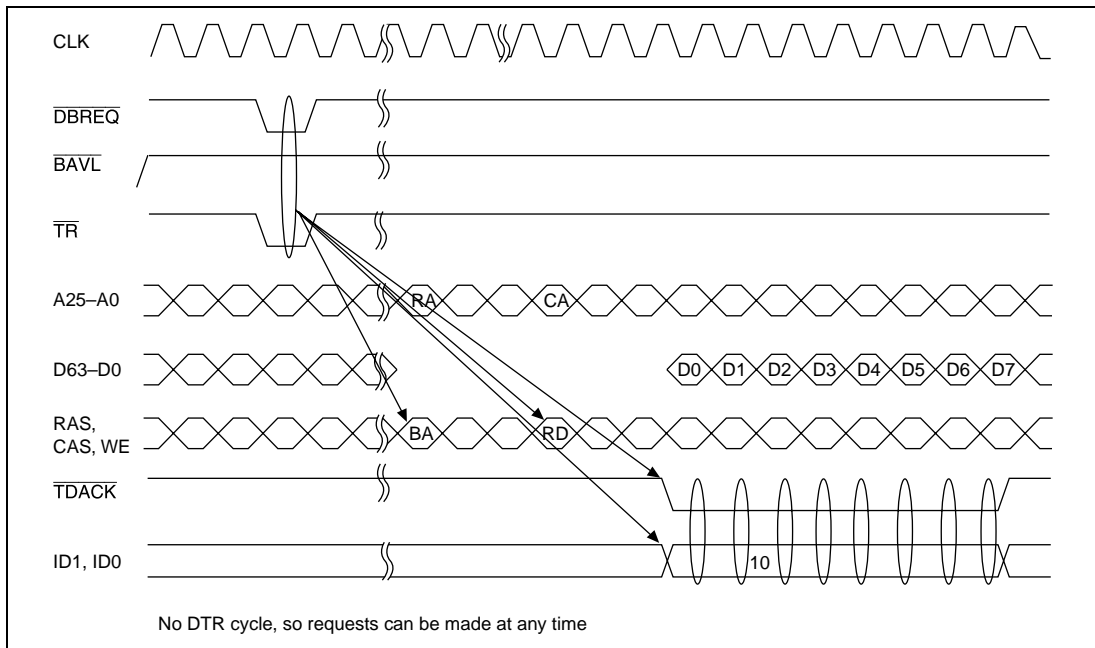 CLK
DBREQ
BAVL
TR
A25–A0 RA CA
D63–D0 D0 D1 D2 D3 D4 D5 D6 D7
RAS,
CAS, WE BA RD
TDACK
ID1, ID0 10
No DTR cycle, so requests can be made at any time